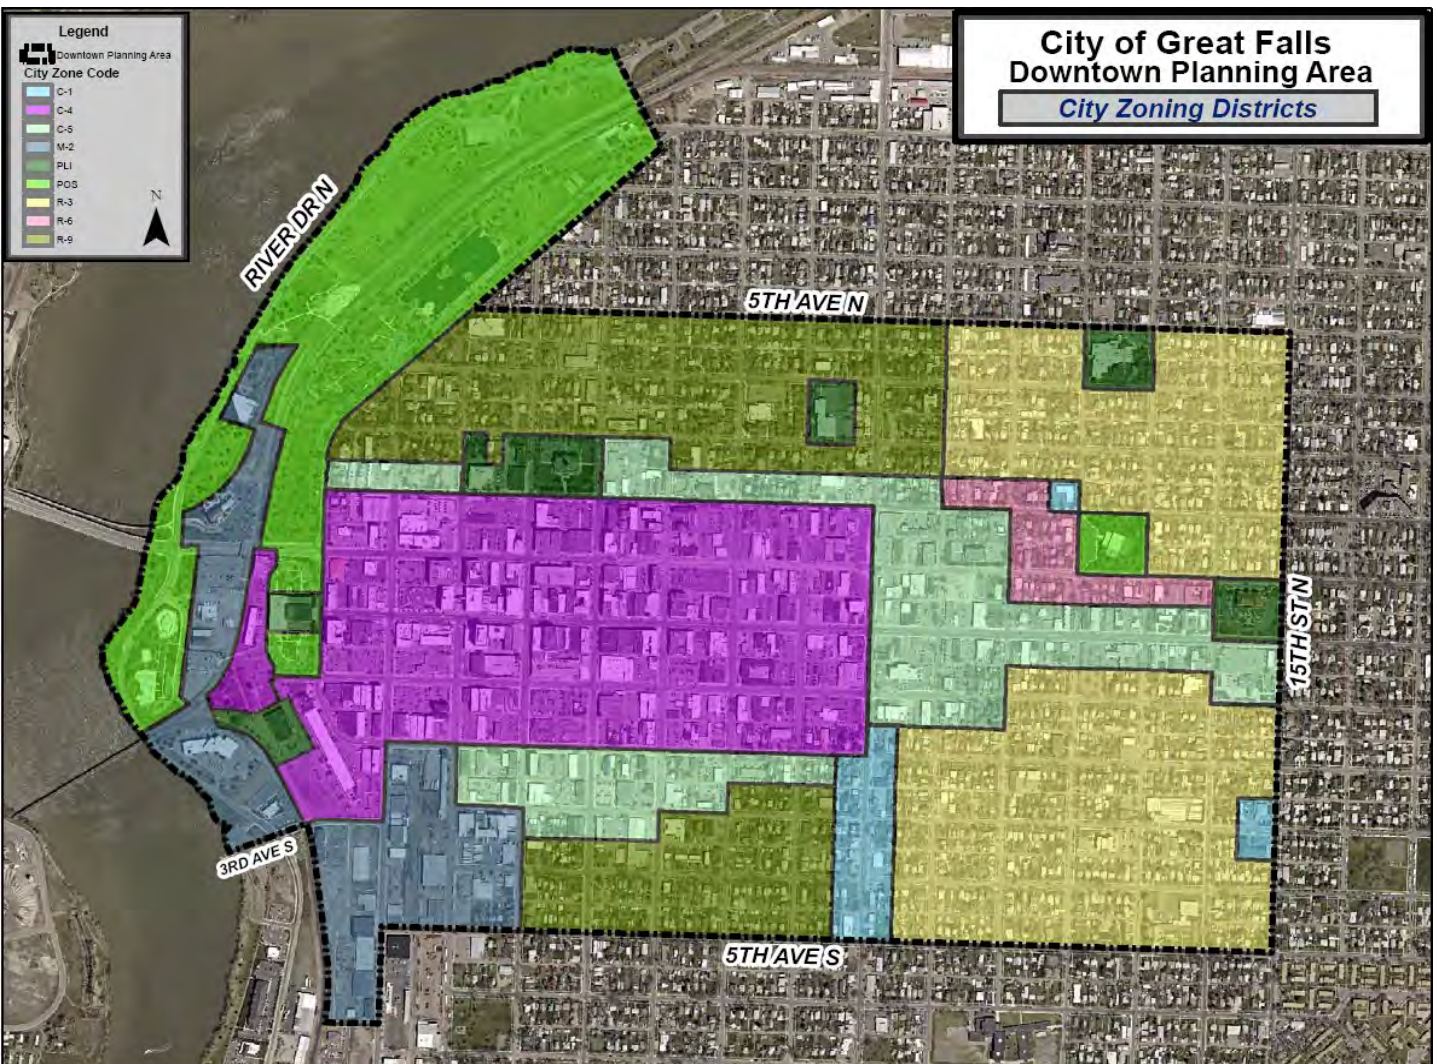 Legend
Downtown Planning Area
City Zone Code
C-1
C-4
C-5
M-2
PLI
POS
R-3
R-6
R-9
N
City of Great Falls
Downtown Planning Area
City Zoning Districts
RIVER DR N
5TH AVE N
15TH ST N
3RD AVE S
5TH AVE S